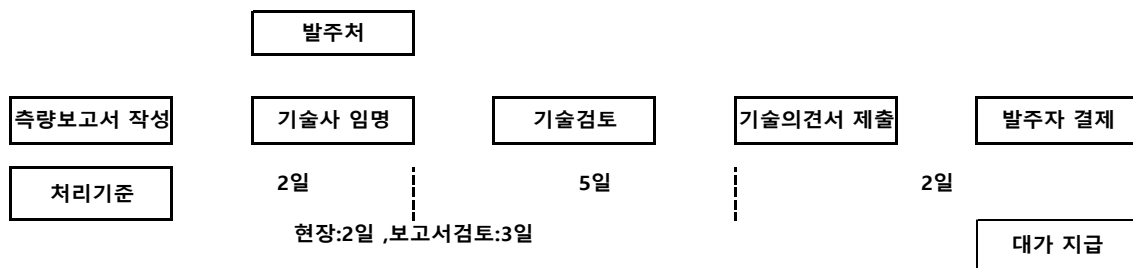 발주처
측량보고서 작성
기술사 임명
기술검토
기술의견서 제출
발주자 결제
처리기준
2일
5일
2일
현장:2일 ,보고서검토:3일
대가 지급